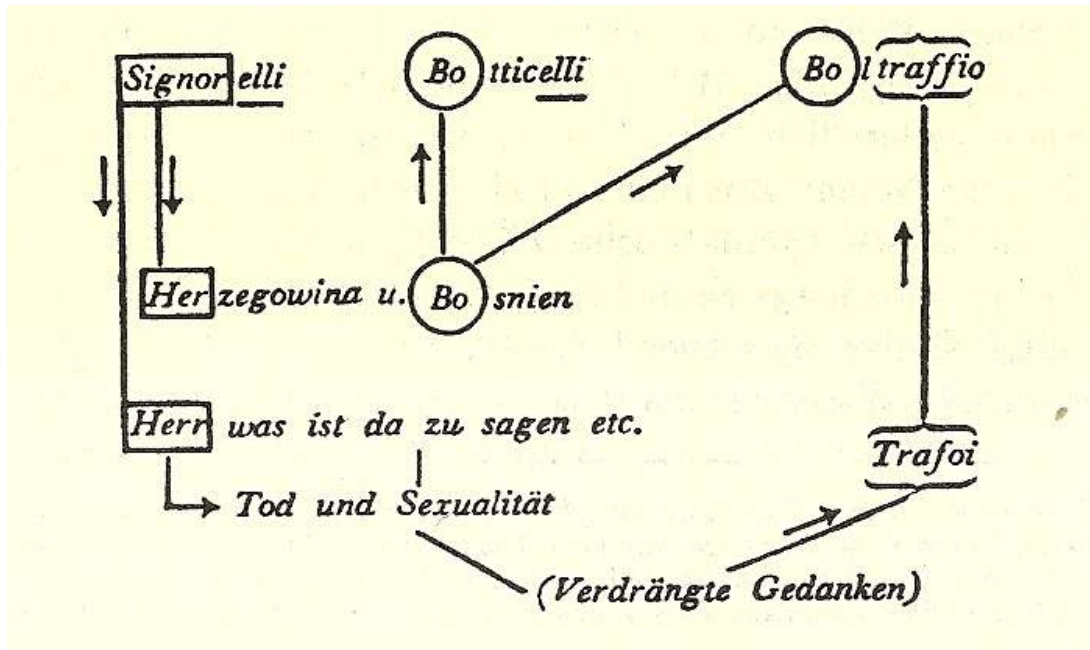 Signorelli Botticelli Boltraffio
Herzegowina u. Bosnien
Herr was ist da zu sagen etc.
Trafoi
Tod und Sexualität
(Verdrängte Gedanken)